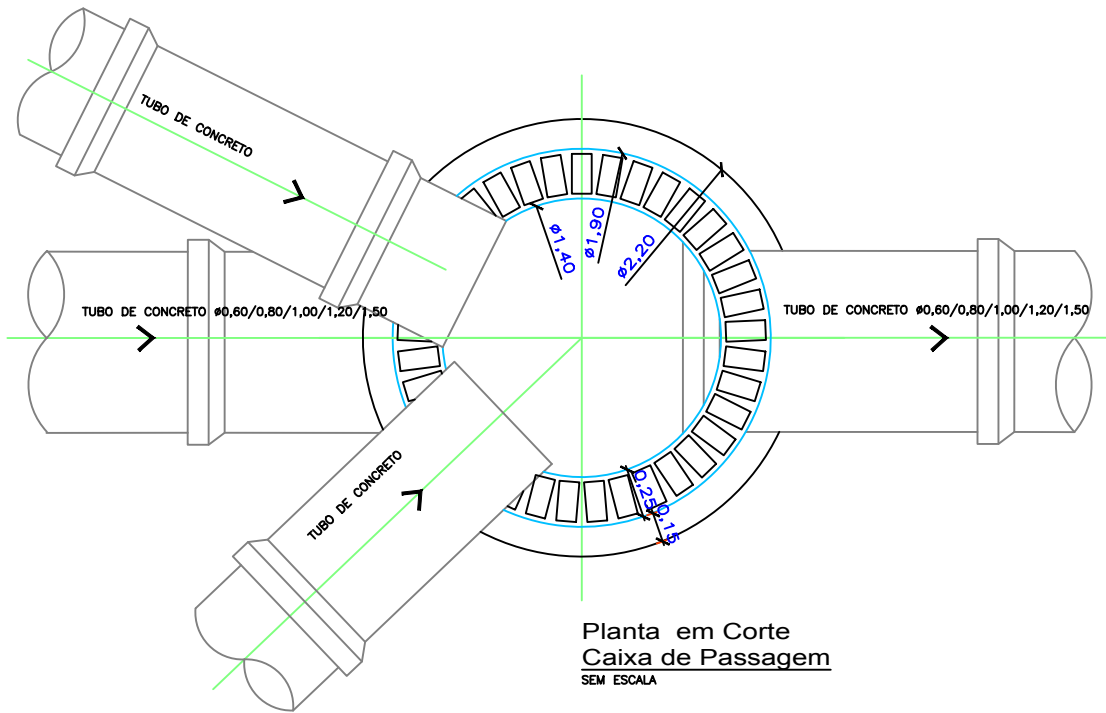 TUBO DE CONCRETO
ø1,40
ø1,90
ø2,20
TUBO DE CONCRETO ø0,60/0,80/1,00/1,20/1,50
TUBO DE CONCRETO ø0,60/0,80/1,00/1,20/1,50
TUBO DE CONCRETO
0,25
0,15
Planta em Corte
Caixa de Passagem
SEM ESCALA